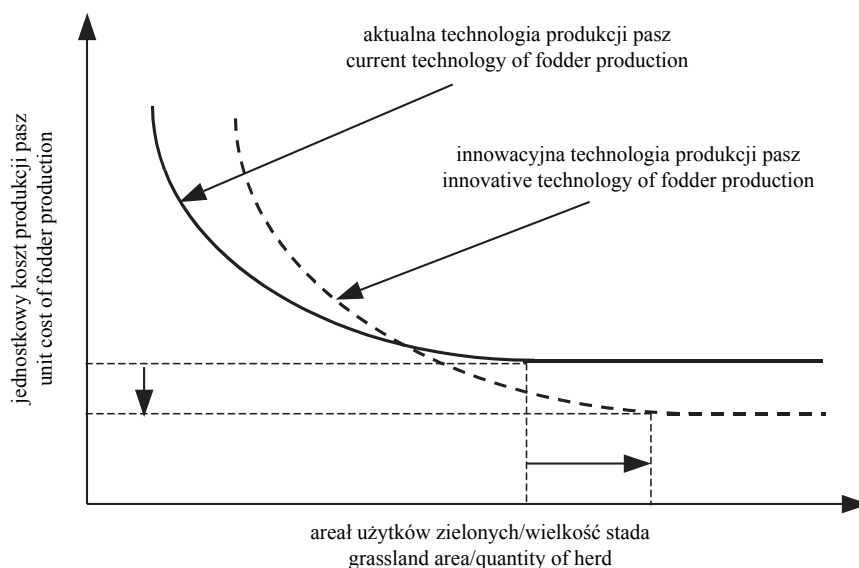 aktualna technologia produkcji pasz
current technology of fodder production
innowacyjna technologia produkcji pasz
innovative technology of fodder production
jednostkowy koszt produkcji pasz
unit cost of fodder production
areał użytków zielonych/wielkość stada
grassland area/quantity of herd